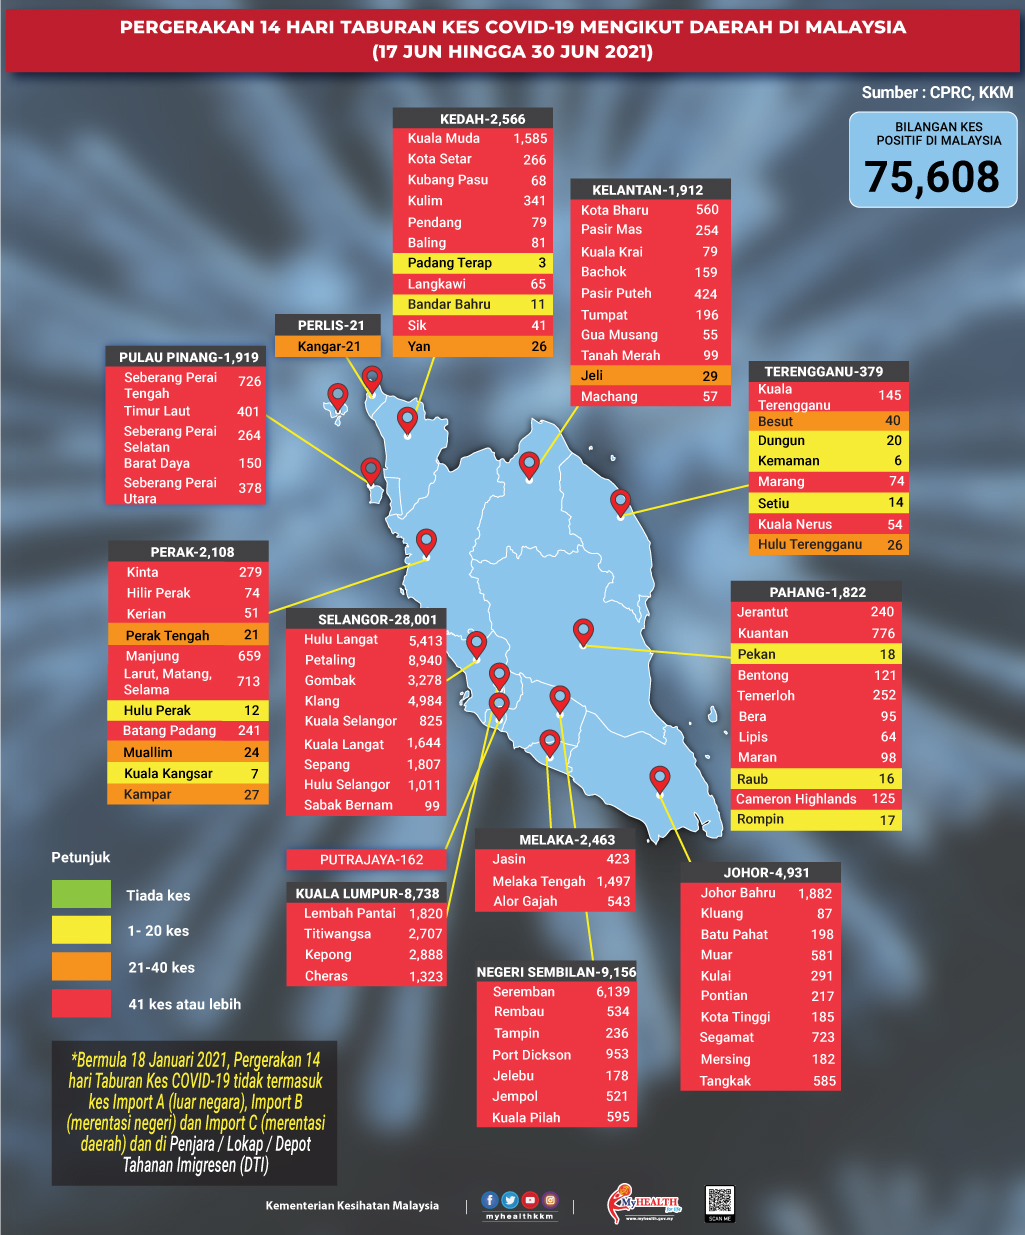 PERGERAKAN 14 HARI TABURAN KES COVID-19 MENGIKUT DAERAH DI MALAYSIA
(17 JUN HINGGA 30 JUN 2021)
Sumber : CPRC, KKM
BILANGAN KES
POSITIF DI MALAYSIA
75,608
KEDAH-2,566
Kuala Muda 1,585
Kota Setar 266
Kubang Pasu 68
Kulim 341
Pendang 79
Baling 81
Padang Terap 3
Langkawi 65
Bandar Bahru 11
Sik 41
Yan 26
KELANTAN-1,912
Kota Bharu 560
Pasir Mas 254
Kuala Krai 79
Bachok 159
Pasir Puteh 424
Tumpat 196
Gua Musang 55
Tanah Merah 99
Jeli 29
Machang 57
PERLIS-21
Kangar-21
PULAU PINANG-1,919
Seberang Perai
Tengah 726
Timur Laut 401
Seberang Perai
Selatan 264
Barat Daya 150
Seberang Perai
Utara 378
TERENGGANU-379
Kuala
Terengganu 145
Besut 40
Dungun 20
Kemaman 6
Marang 74
Setiu 14
Kuala Nerus 54
Hulu Terengganu 26
PERAK-2,108
Kinta 279
Hilir Perak 74
Kerian 51
Perak Tengah 21
Manjung 659
Larut, Matang,
Selama 713
Hulu Perak 12
Batang Padang 241
Muallim 24
Kuala Kangsar 7
Kampar 27
SELANGOR-28,001
Hulu Langat 5,413
Petaling 8,940
Gombak 3,278
Klang 4,984
Kuala Selangor 825
Kuala Langat 1,644
Sepang 1,807
Hulu Selangor 1,011
Sabak Bernam 99
PAHANG-1,822
Jerantut 240
Kuantan 776
Pekan 18
Bentong 121
Temerloh 252
Bera 95
Lipis 64
Maran 98
Raub 16
Cameron Highlands 125
Rompin 17
PUTRAJAYA-162
KUALA LUMPUR-8,738
Lembah Pantai 1,820
Titiwangsa 2,707
Kepong 2,888
Cheras 1,323
MELAKA-2,463
Jasin 423
Melaka Tengah 1,497
Alor Gajah 543
NEGERI SEMBILAN-9,156
Seremban 6,139
Rembau 534
Tampin 236
Port Dickson 953
Jelebu 178
Jempol 521
Kuala Pilah 595
JOHOR-4,931
Johor Bahru 1,882
Kluang 87
Batu Pahat 198
Muar 581
Kulai 291
Pontian 217
Kota Tinggi 185
Segamat 723
Mersing 182
Tangkak 585
Petunjuk
Tiada kes
1- 20 kes
21-40 kes
41 kes atau lebih
*Bermula 18 Januari 2021, Pergerakan 14
hari Taburan Kes COVID-19 tidak termasuk
kes Import A (luar negara), Import B
(merentasi negeri) dan Import C (merentasi
daerah) dan di Penjara / Lokap / Depot
Tahanan Imigresen (DTI)
Kementerian Kesihatan Malaysia
myhealthkkm
MyHEALTH
for life
www.myhealth.gov.my
SCAN ME